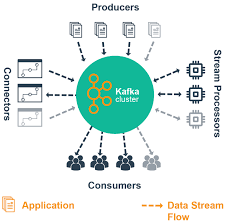 Producers
Connectors
Kafka
cluster
Stream Processors
Consumers
Application
Data Stream
Flow